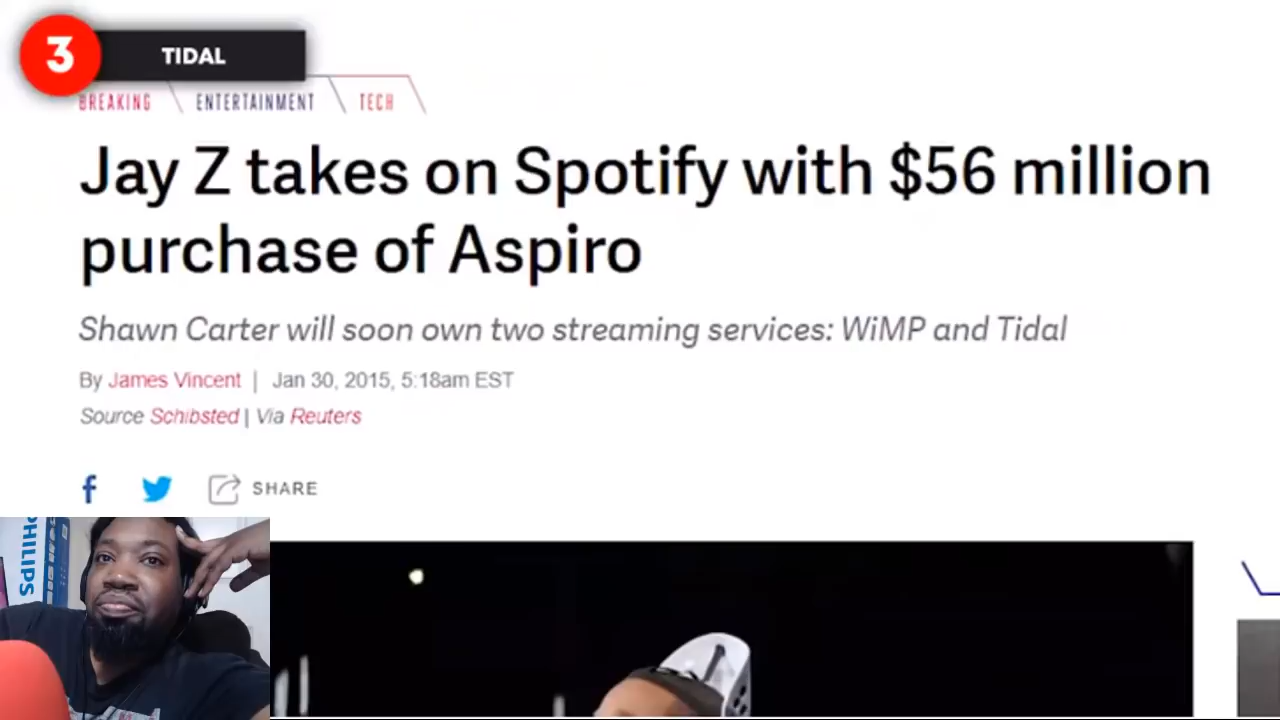 3
TIDAL
BREAKING
ENTERTAINMENT
TECH
Jay Z takes on Spotify with $56 million
purchase of Aspiro
Shawn Carter will soon own two streaming services: WiMP and Tidal
By James Vincent | Jan 30, 2015, 5:18am EST
Source Schibsted | Via Reuters
f
SHARE
PHILIPS